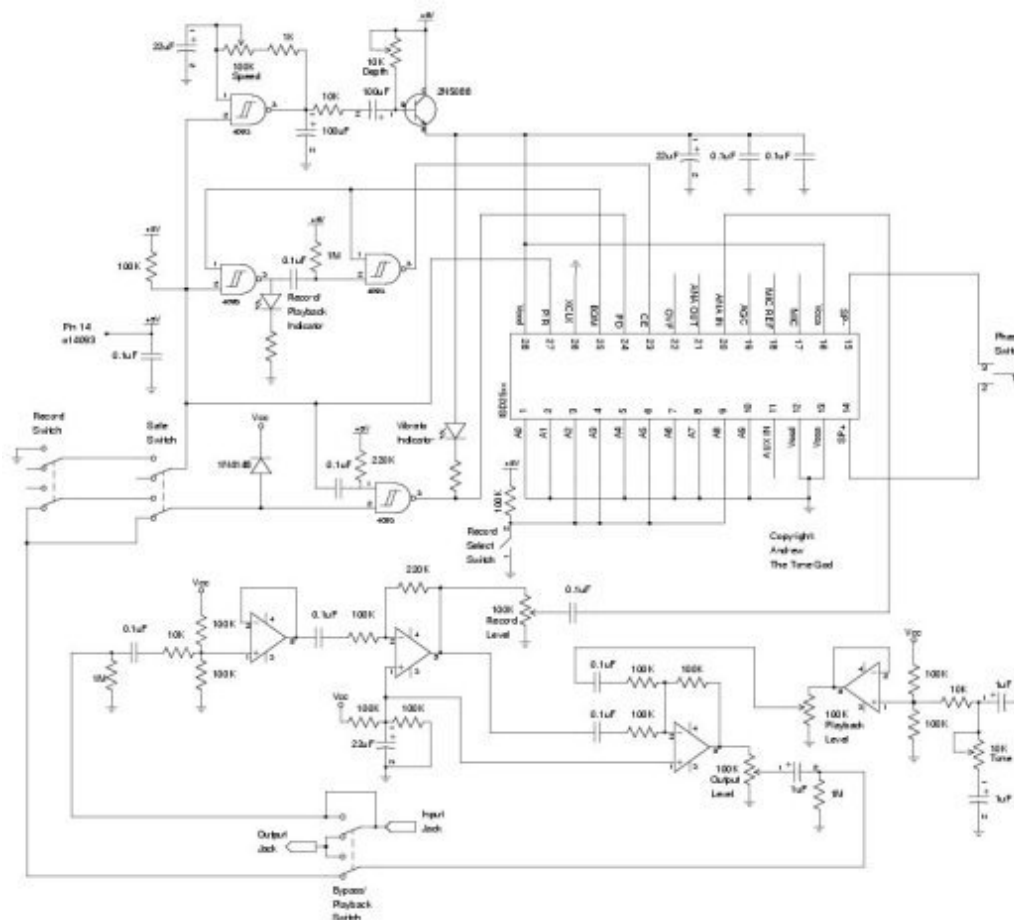 +9V
22uF
1K
100K
Speed
10K
Depth
100uF
2N5088
10K
100uF
4093
22uF
0.1uF
0.1uF
+9V
100K
+9V
1M
0.1uF
4093
4093
Record/
Playback
Indicator
Pin 14
of 4093
+9V
0.1uF
Vccd
P/R
XCLK
EOM
PD
CE
OVF
ANA OUT
ANA IN
AGC
MIC REF
MIC
Vcca
SP-
28
27
26
25
24
23
22
21
20
19
18
17
16
15
ISD25xx
1
2
3
4
5
6
7
8
9
10
11
12
13
14
A0
A1
A2
A3
A4
A5
A6
A7
A8
A9
AUX IN
Vssd
Vssa
SP+
Phas
Switc
3
2
Record
Switch
Safe
Switch
Vcc
+9V
0.1uF
220K
4093
Vibrato
Indicator
+9V
100K
Record
Select
Switch
Copyright
Andrew
The Tone God
220K
0.1uF
Vcc
0.1uF
10K
100K
100K
1M
0.1uF
100K
100K
Record
Level
Vcc
100K
100K
22uF
0.1uF
100K
100K
0.1uF
100K
100K
Output
Level
1uF
1M
100K
Playback
Level
Vcc
100K
100K
10K
1uF
10K
Tone
1uF
Input
Jack
Output
Jack
Bypass/
Playback
Switch